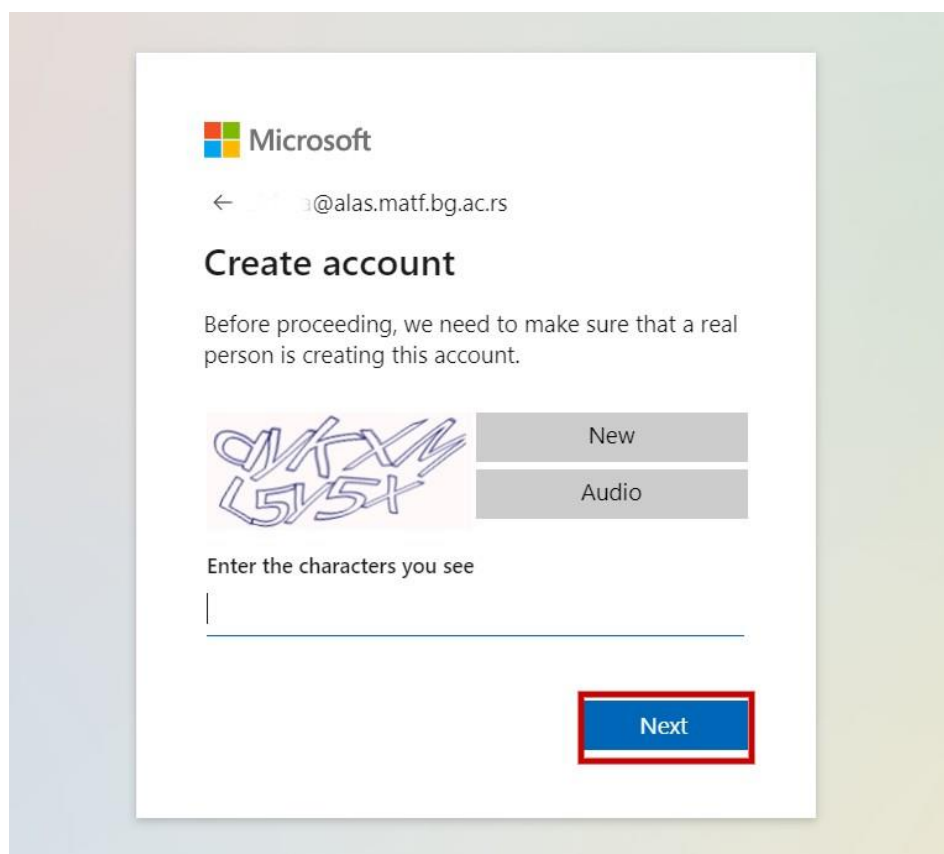 Microsoft
@alas.matf.bg.ac.rs
Create account
Before proceeding, we need to make sure that a real
person is creating this account.
New
Audio
Enter the characters you see
Next